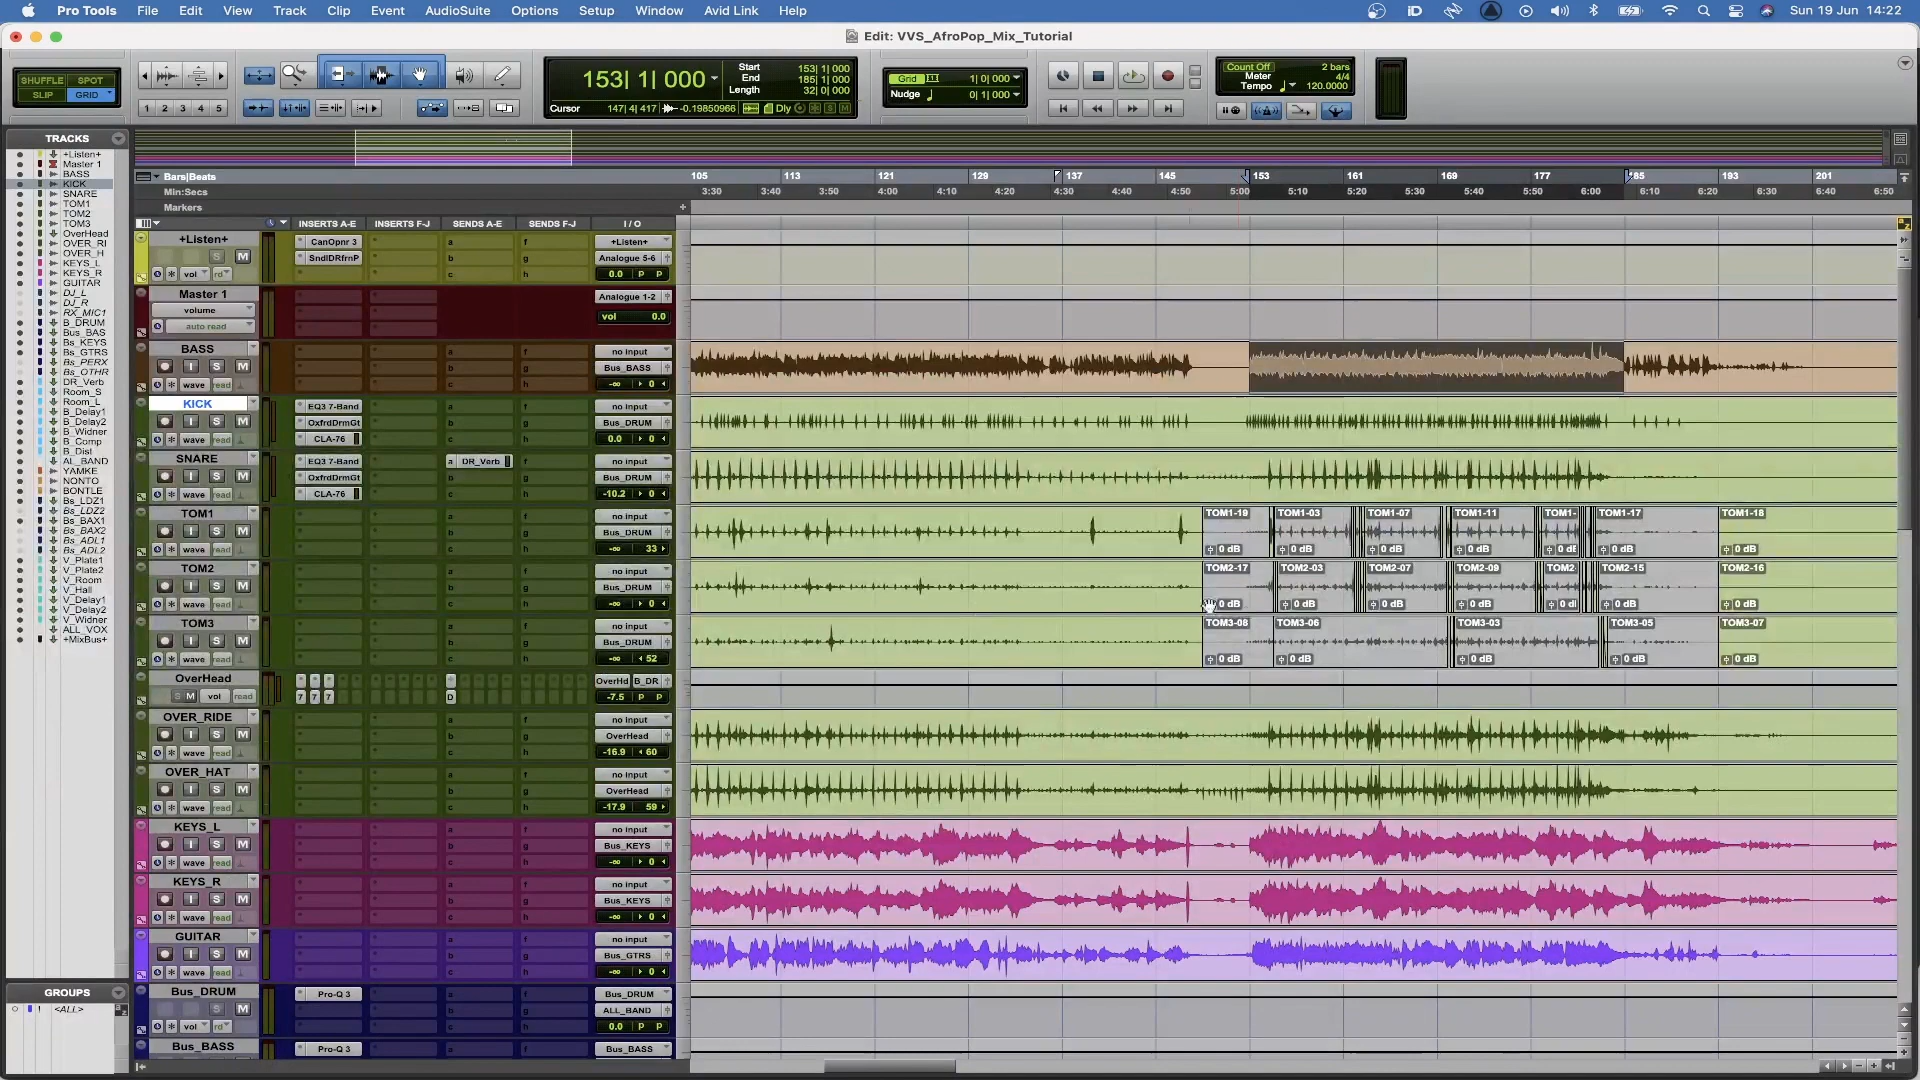 Pro Tools File Edit View Track Clip Event AudioSuite Options Setup Window Avid Link Help
iD
Sun 19 Jun 14:22
Edit: VVS_AfroPop_Mix_Tutorial
SHUFFLE SPOT
SLIP GRID
1 2 3 4 5
153| 1| 000
Start 153| 1| 000
End 185| 1| 000
Length 32| 0| 000
Cursor 147| 4| 417 -0.19850966 Dly
Grid 1| 0| 000
Nudge 0| 1| 000
Count Off 2 bars
Meter 4/4
Tempo 120.0000
TRACKS
+Listen+
Master 1
BASS
KICK
SNARE
TOM1
TOM2
TOM3
OverHead
OVER_RI
OVER_H
KEYS_L
KEYS_R
GUITAR
DJ_L
DJ_R
RX_MIC1
B_DRUM
Bus_BAS
Bs_KEYS
Bs_GTRS
Bs_PERX
Bs_OTHR
DR_Verb
Room_S
Room_L
B_Delay1
B_Delay2
B_Widner
B_Comp
B_Dist
AL_BAND
YAMKE
NONTO
BONTLE
Bs_LDZ1
Bs_LDZ2
Bs_BAX1
Bs_BAX2
Bs_ADL1
Bs_ADL2
V_Plate1
V_Plate2
V_Room
V_Hall
V_Delay1
V_Delay2
V_Widner
ALL_VOX
+MixBus+
GROUPS
! <ALL>
Bars|Beats 105 113 121 129 137 145 153 161 169 177 185 193 201
Min:Secs 3:30 3:40 3:50 4:00 4:10 4:20 4:30 4:40 4:50 5:00 5:10 5:20 5:30 5:40 5:50 6:00 6:10 6:20 6:30 6:40 6:50
Markers
INSERTS A-E INSERTS F-J SENDS A-E SENDS F-J I / O
+Listen+ CanOpnr 3 a f +Listen+
S M SndIDRfrnP b g Analogue 5-6
vol rd c h 0.0 P P
Master 1 Analogue 1-2
volume vol 0.0
auto read
BASS a f no input
I S M b g Bus_BASS
wave read c h -∞ 0
KICK EQ3 7-Band a f no input
I S M OxfrdDrmGt b g Bus_DRUM
wave read CLA-76 c h 0.0 0
SNARE EQ3 7-Band a DR_Verb f no input
I S M OxfrdDrmGt b g Bus_DRUM
wave read CLA-76 c h -10.2 0
TOM1 a f no input TOM1-19 TOM1-03 TOM1-07 TOM1-11 TOM1- TOM1-17 TOM1-18
I S M b g Bus_DRUM
wave read c h -∞ 33 0 dB 0 dB 0 dB 0 dB 0 dB 0 dB 0 dB
TOM2 a f no input TOM2-17 TOM2-03 TOM2-07 TOM2-09 TOM2 TOM2-15 TOM2-16
I S M b g Bus_DRUM
wave read c h -∞ 0 0 dB 0 dB 0 dB 0 dB 0 dB 0 dB 0 dB
TOM3 a f no input TOM3-08 TOM3-06 TOM3-03 TOM3-05 TOM3-07
I S M b g Bus_DRUM
wave read c h -∞ 52 0 dB 0 dB 0 dB 0 dB 0 dB
OverHead OverHd B_DR
S M vol read 7 7 7 D -7.5 P P
OVER_RIDE a f no input
I S M b g OverHead
wave read c h -16.9 60
OVER_HAT a f no input
I S M b g OverHead
wave read c h -17.9 59
KEYS_L a f no input
I S M b g Bus_KEYS
wave read c h -∞ 0
KEYS_R a f no input
I S M b g Bus_KEYS
wave read c h -∞ 0
GUITAR a f no input
I S M b g Bus_GTRS
wave read c h -∞ 0
Bus_DRUM Pro-Q 3 a f Bus_DRUM
S M b g ALL_BAND
vol rd c h 0.0 P P
Bus_BASS Pro-Q 3 a f Bus_BASS